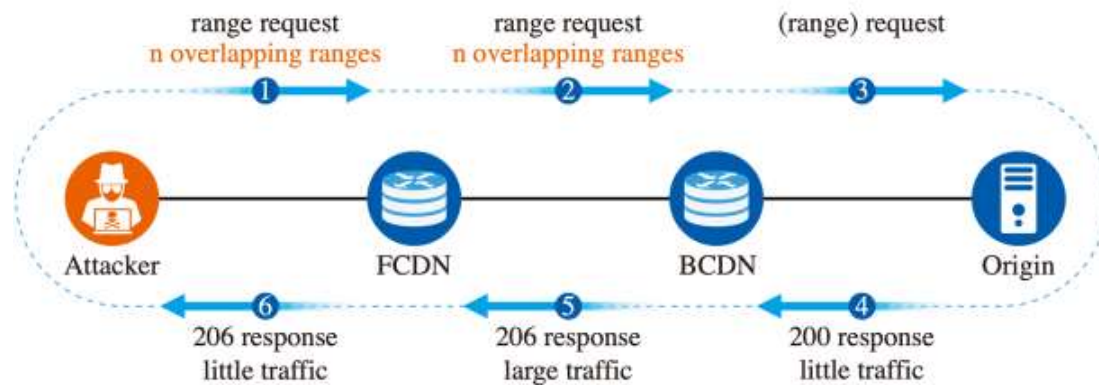 range request
n overlapping ranges
range request
n overlapping ranges
(range) request
1
2
3
Attacker
FCDN
BCDN
Origin
6
5
4
206 response
little traffic
206 response
large traffic
200 response
little traffic